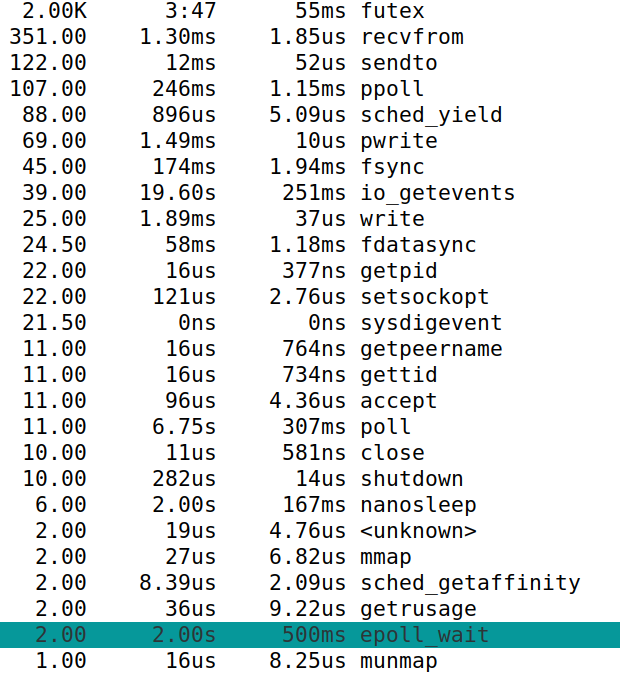 2.00K 3:47 55ms futex
351.00 1.30ms 1.85us recvfrom
122.00 12ms 52us sendto
107.00 246ms 1.15ms ppoll
88.00 896us 5.09us sched_yield
69.00 1.49ms 10us pwrite
45.00 174ms 1.94ms fsync
39.00 19.60s 251ms io_getevents
25.00 1.89ms 37us write
24.50 58ms 1.18ms fdatasync
22.00 16us 377ns getpid
22.00 121us 2.76us setsockopt
21.50 0ns 0ns sysdigevent
11.00 16us 764ns getpeername
11.00 16us 734ns gettid
11.00 96us 4.36us accept
11.00 6.75s 307ms poll
10.00 11us 581ns close
10.00 282us 14us shutdown
6.00 2.00s 167ms nanosleep
2.00 19us 4.76us <unknown>
2.00 27us 6.82us mmap
2.00 8.39us 2.09us sched_getaffinity
2.00 36us 9.22us getrusage
2.00 2.00s 500ms epoll_wait
1.00 16us 8.25us munmap